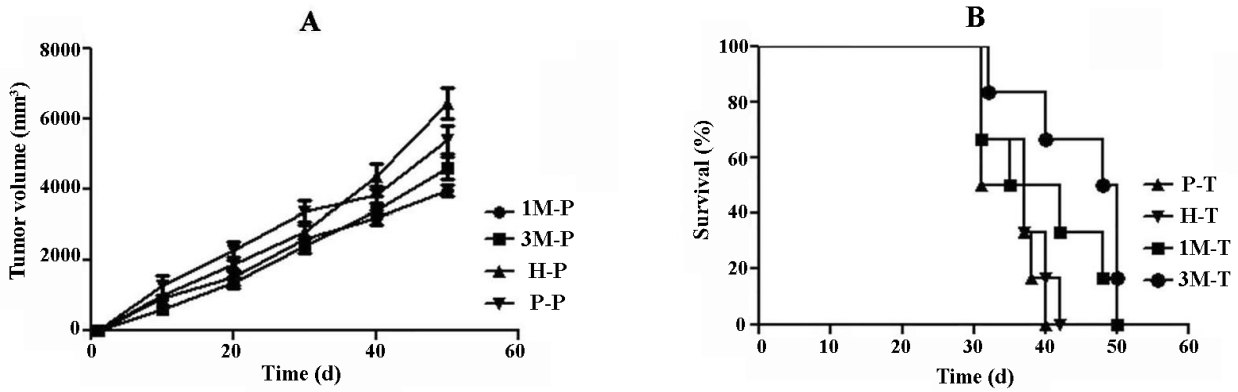 A
8000
6000
4000
2000
0
0
20
40
60
Tumor volume (mm³)
Time (d)
1M-P
3M-P
H-P
P-P
B
100
80
60
40
20
0
0
10
20
30
40
50
60
Survival (%)
Time (d)
P-T
H-T
1M-T
3M-T